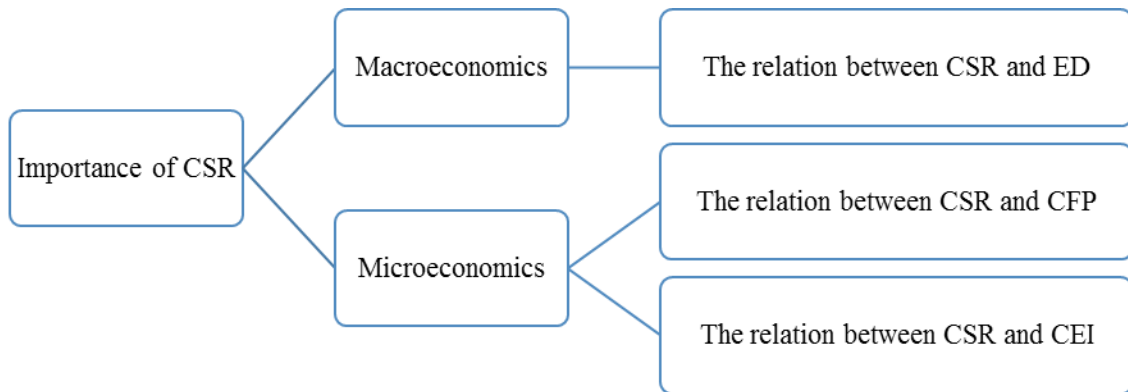 Importance of CSR
Macroeconomics
The relation between CSR and ED
Microeconomics
The relation between CSR and CFP
The relation between CSR and CEI